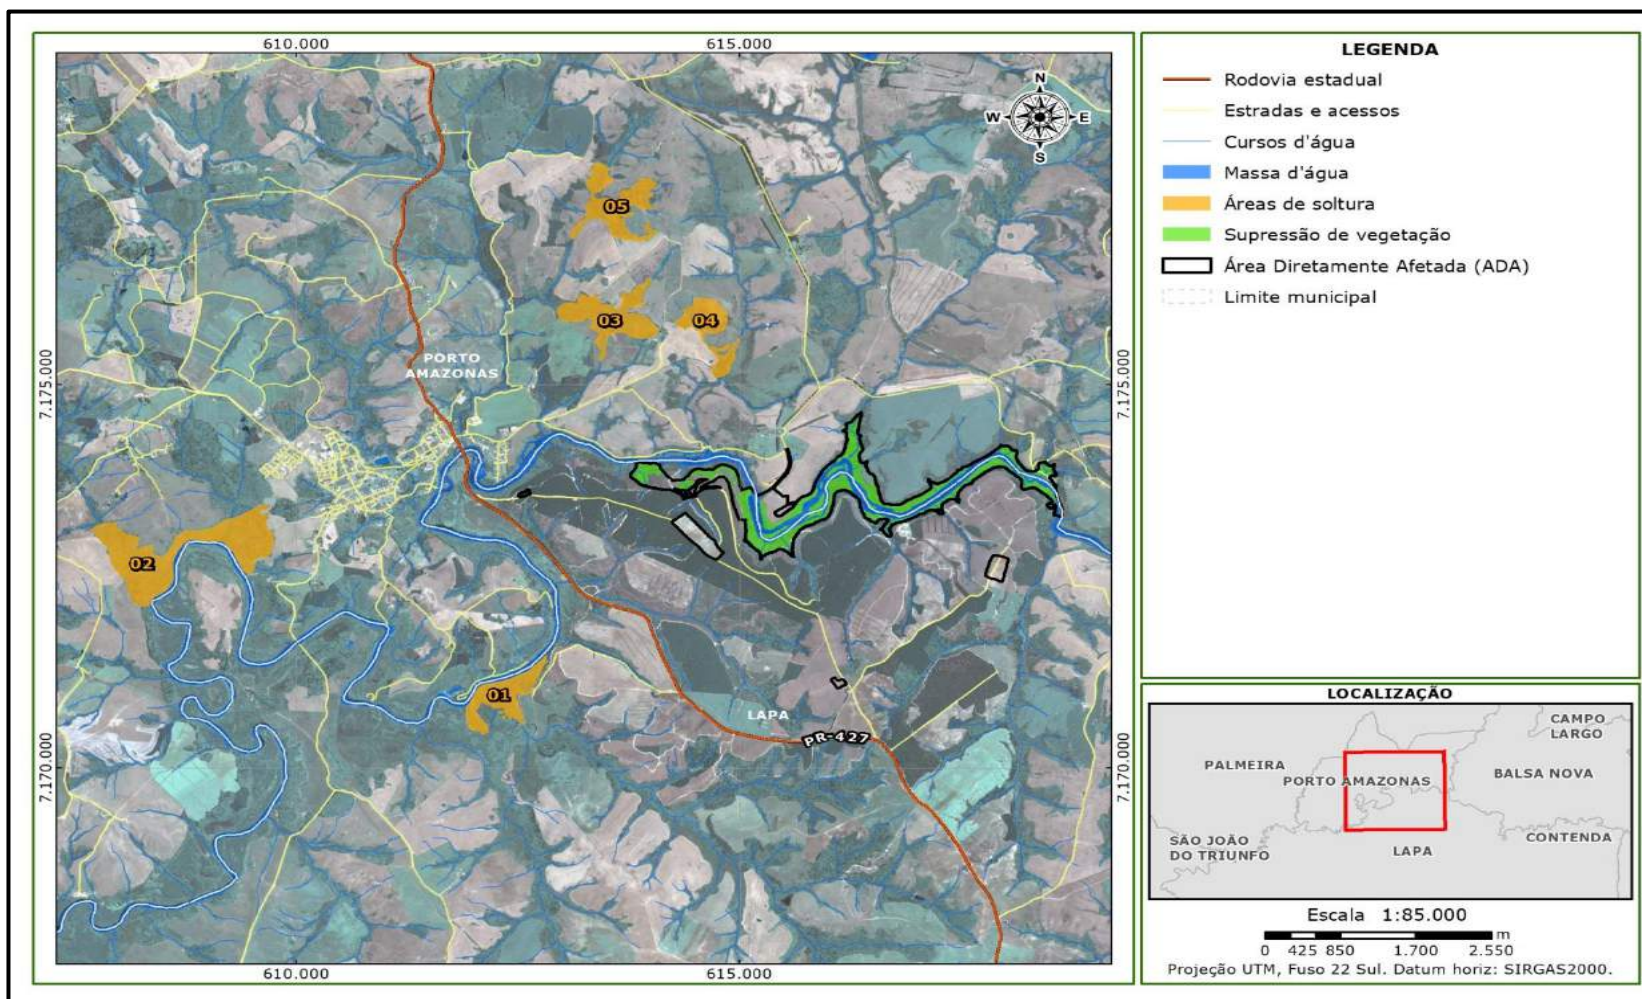 610.000
615.000
N
W
E
S
7.175.000
7.175.000
7.170.000
7.170.000
05
03
04
PORTO
AMAZONAS
02
01
LAPA
PR-427
610.000
615.000
LEGENDA
Rodovia estadual
Estradas e acessos
Cursos d'água
Massa d'água
Áreas de soltura
Supressão de vegetação
Área Diretamente Afetada (ADA)
Limite municipal
LOCALIZAÇÃO
CAMPO
LARGO
PALMEIRA
PORTO AMAZONAS
BALSA NOVA
SÃO JOÃO
DO TRIUNFO
CONTENDA
LAPA
Escala 1:85.000
m
0 425 850 1.700 2.550
Projeção UTM, Fuso 22 Sul. Datum horiz: SIRGAS2000.